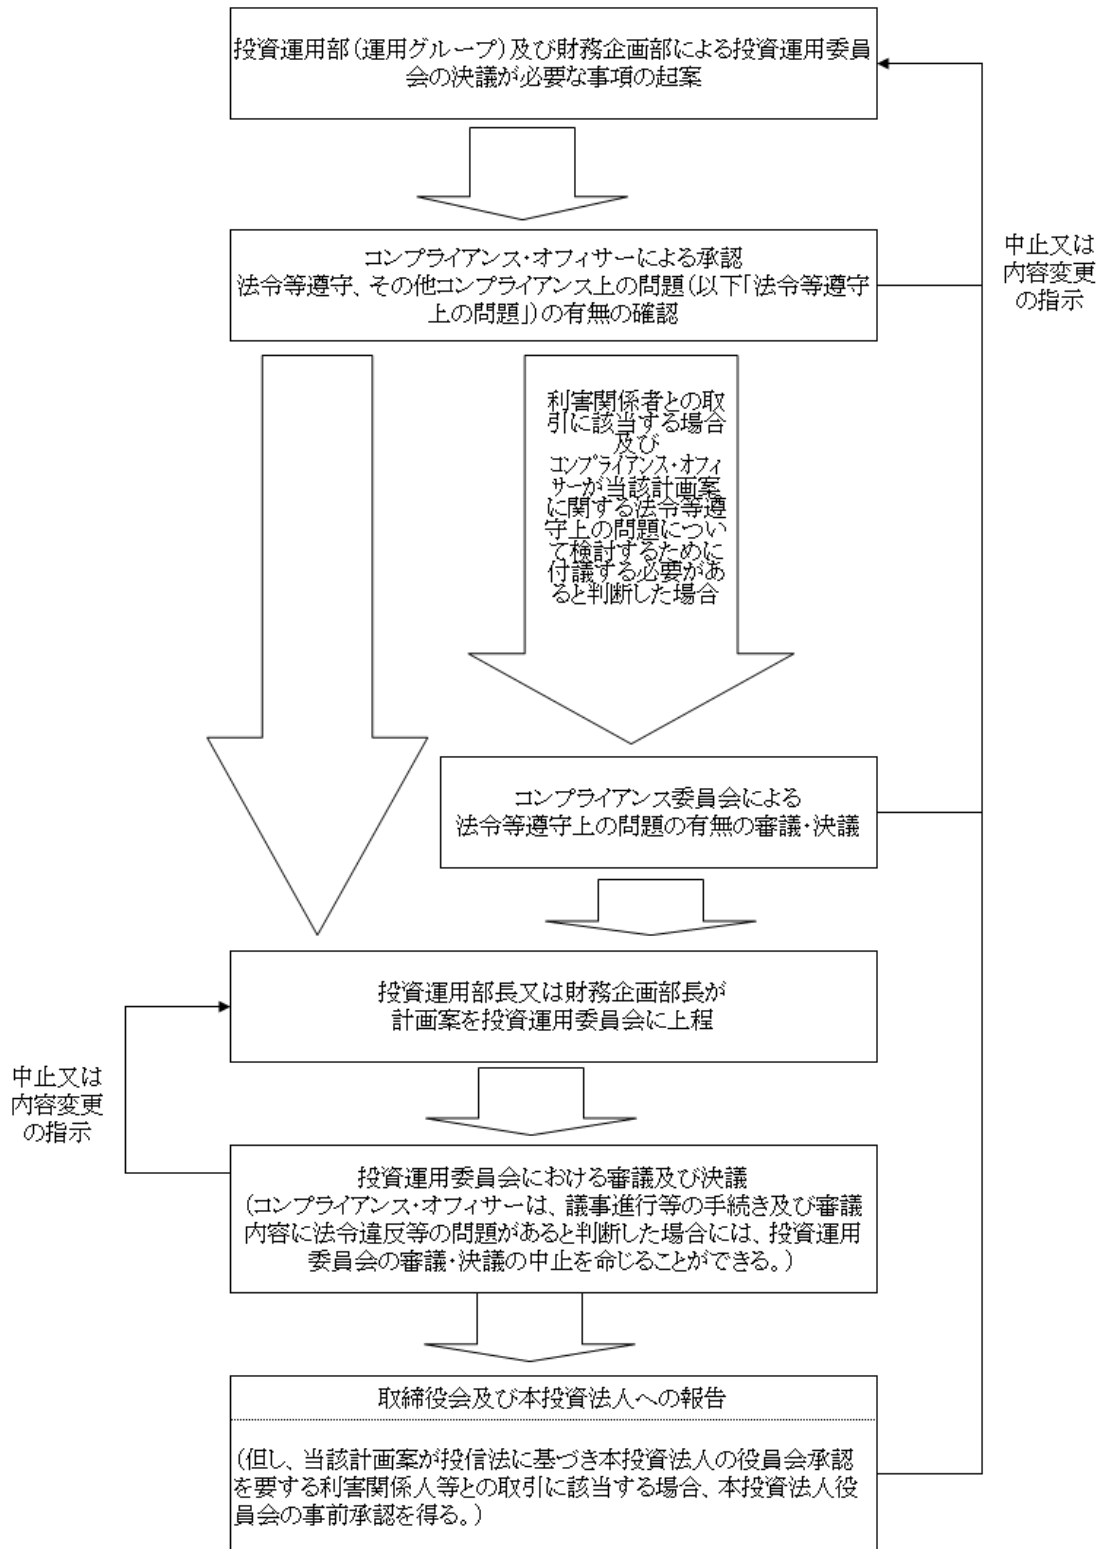 投資運用部（運用グループ）及び財務企画部による投資運用委員
会の決議が必要な事項の起案
コンプライアンス・オフィサーによる承認
法令等遵守、その他コンプライアンス上の問題（以下「法令等遵守
上の問題」）の有無の確認
中止又は
内容変更
の指示
利害関係者との取
引に該当する場合
及び
コンプライアンス・オフィ
サーが当該計画案
に関する法令等遵
守上の問題につい
て検討するために
付議する必要があ
ると判断した場合
コンプライアンス委員会による
法令等遵守上の問題の有無の審議・決議
投資運用部長又は財務企画部長が
計画案を投資運用委員会に上程
中止又は
内容変更
の指示
投資運用委員会における審議及び決議
（コンプライアンス・オフィサーは、議事進行等の手続き及び審議
内容に法令違反等の問題があると判断した場合には、投資運用
委員会の審議・決議の中止を命じることができる。）
取締役会及び本投資法人への報告
（但し、当該計画案が投信法に基づき本投資法人の役員会承認
を要する利害関係人等との取引に該当する場合、本投資法人役
員会の事前承認を得る。）